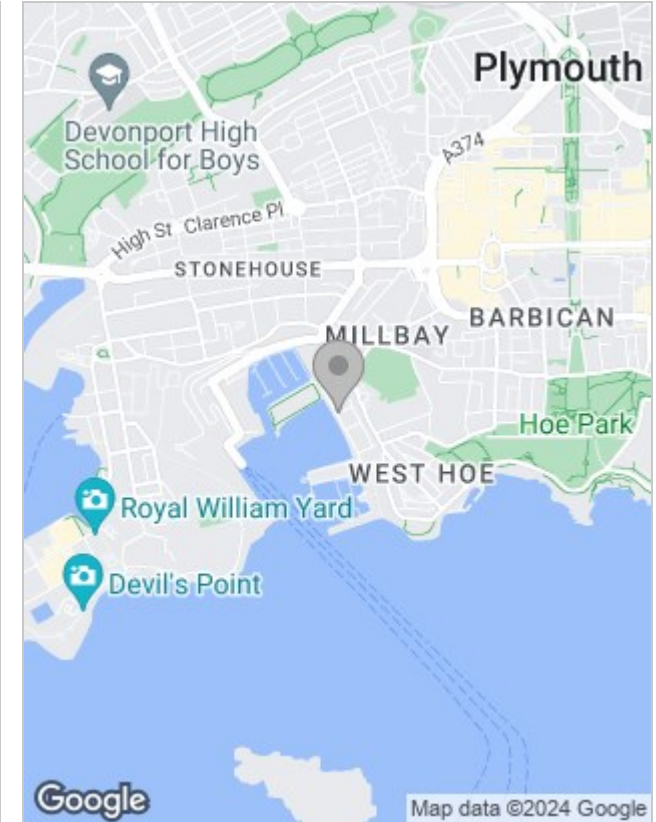 Plymouth
Devonport High
School for Boys
A374
High St
Clarence Pl
STONEHOUSE
BARBICAN
MILLBAY
Hoe Park
WEST HOE
Royal William Yard
Devil's Point
Google
Map data ©2024 Google